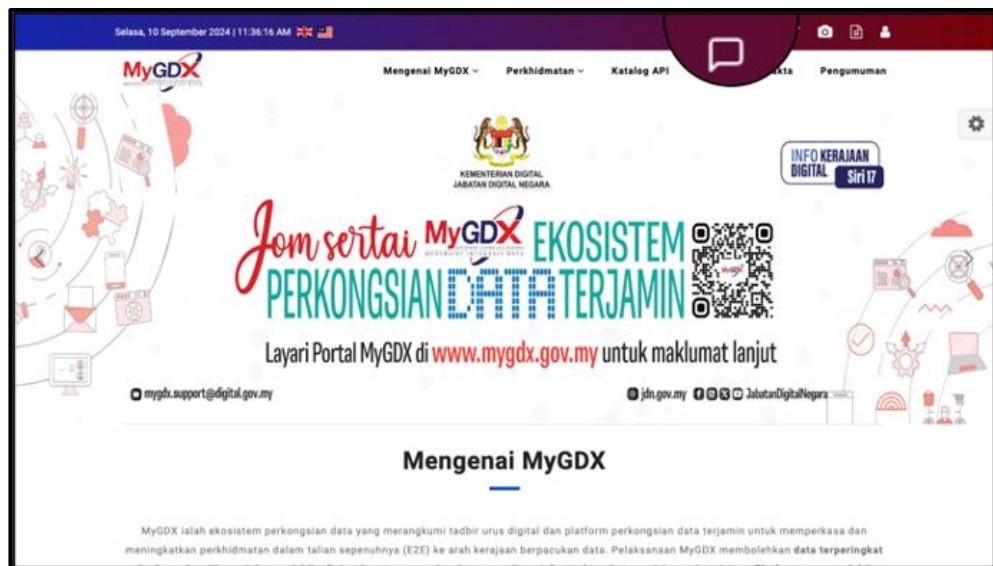 Selasa, 10 September 2024 | 11:36:16 AM
MyGDX
Mengenai MyGDX
Perkhidmatan
Katalog API
Pengumuman
KEMENTERIAN DIGITAL
JABATAN DIGITAL NEGARA
INFO KERAJAAN
DIGITAL Siri 17
Jom sertai MyGDX EKOSISTEM
PERKONGSIAN DATA TERJAMIN
Layari Portal MyGDX di www.mygdx.gov.my untuk maklumat lanjut
mygdx.support@digital.gov.my
jdn.gov.my JabatanDigitalNegara
Mengenai MyGDX
MyGDX ialah ekosistem perkongsian data yang merangkumi tadbir urus digital dan platform perkongsian data terjamin untuk memperkasa dan
meningkatkan perkhidmatan dalam talian sepenuhnya (E2E) ke arah kerajaan berpacukan data. Pelaksanaan MyGDX membolehkan data terperingkat